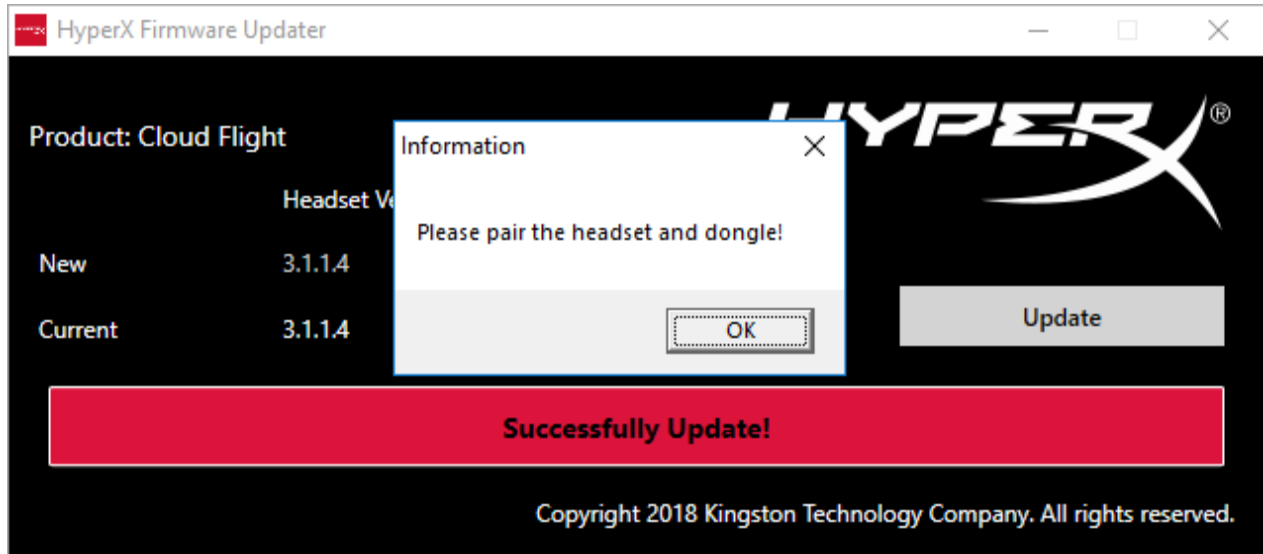 HyperX Firmware Updater
Product: Cloud Flight
HYPERX®
Information
Headset Ve
Please pair the headset and dongle!
New 3.1.1.4
OK
Update
Current 3.1.1.4
Successfully Update!
Copyright 2018 Kingston Technology Company. All rights reserved.